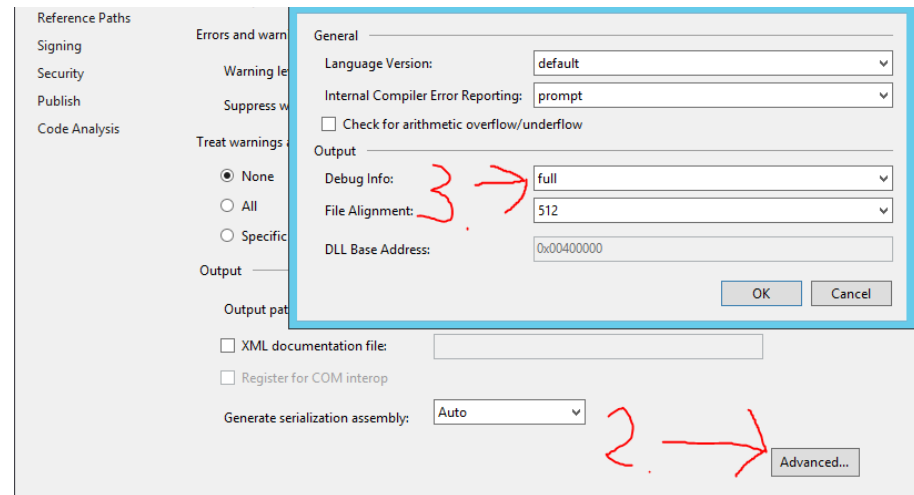 Reference Paths
Signing
Security
Publish
Code Analysis
Errors and warn
Warning le
Suppress w
Treat warnings
None
All
Specific
Output
Output pat
General
Language Version: default
Internal Compiler Error Reporting: prompt
Check for arithmetic overflow/underflow
Output
Debug Info: 3. full
File Alignment: 512
DLL Base Address: 0x00400000
OK Cancel
XML documentation file:
Register for COM interop
Generate serialization assembly: Auto
2.
Advanced...